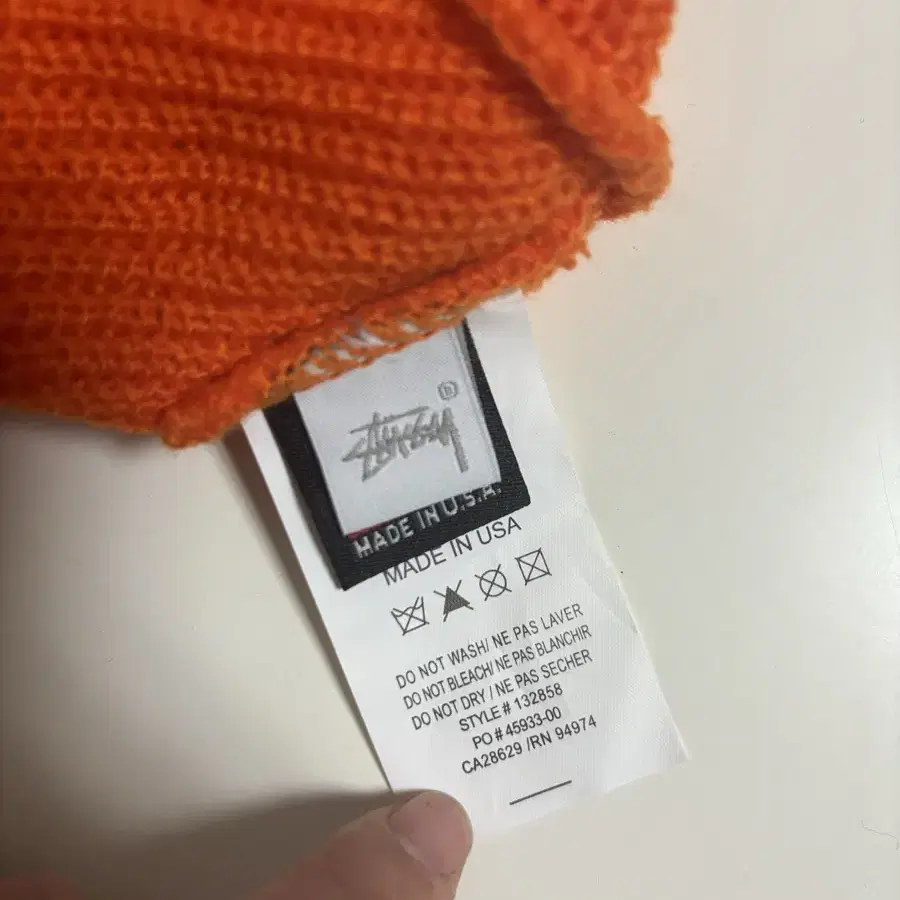 Stüssy
MADE IN U.S.A.
MADE IN USA
DO NOT WASH/ NE PAS LAVER
DO NOT BLEACH/ NE PAS BLANCHIR
DO NOT DRY / NE PAS SECHER
STYLE # 132858
PO # 45933-00
CA28629 /RN 94974